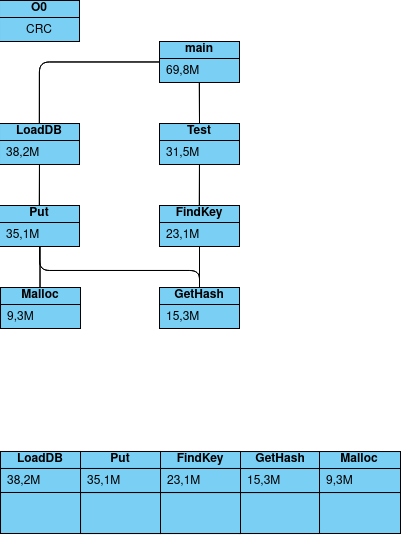 O0
CRC
main
69,8M
LoadDB
38,2M
Test
31,5M
Put
35,1M
FindKey
23,1M
Malloc
9,3M
GetHash
15,3M
LoadDB Put FindKey GetHash Malloc
38,2M 35,1M 23,1M 15,3M 9,3M